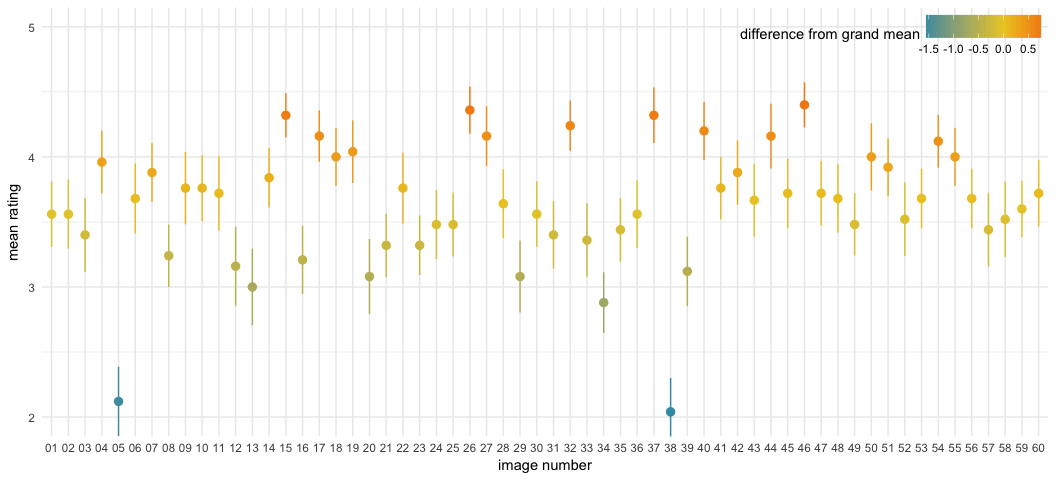 5
difference from grand mean
-1.5 -1.0 -0.5 0.0 0.5
4
mean rating
3
2
01 02 03 04 05 06 07 08 09 10 11 12 13 14 15 16 17 18 19 20 21 22 23 24 25 26 27 28 29 30 31 32 33 34 35 36 37 38 39 40 41 42 43 44 45 46 47 48 49 50 51 52 53 54 55 56 57 58 59 60
image number